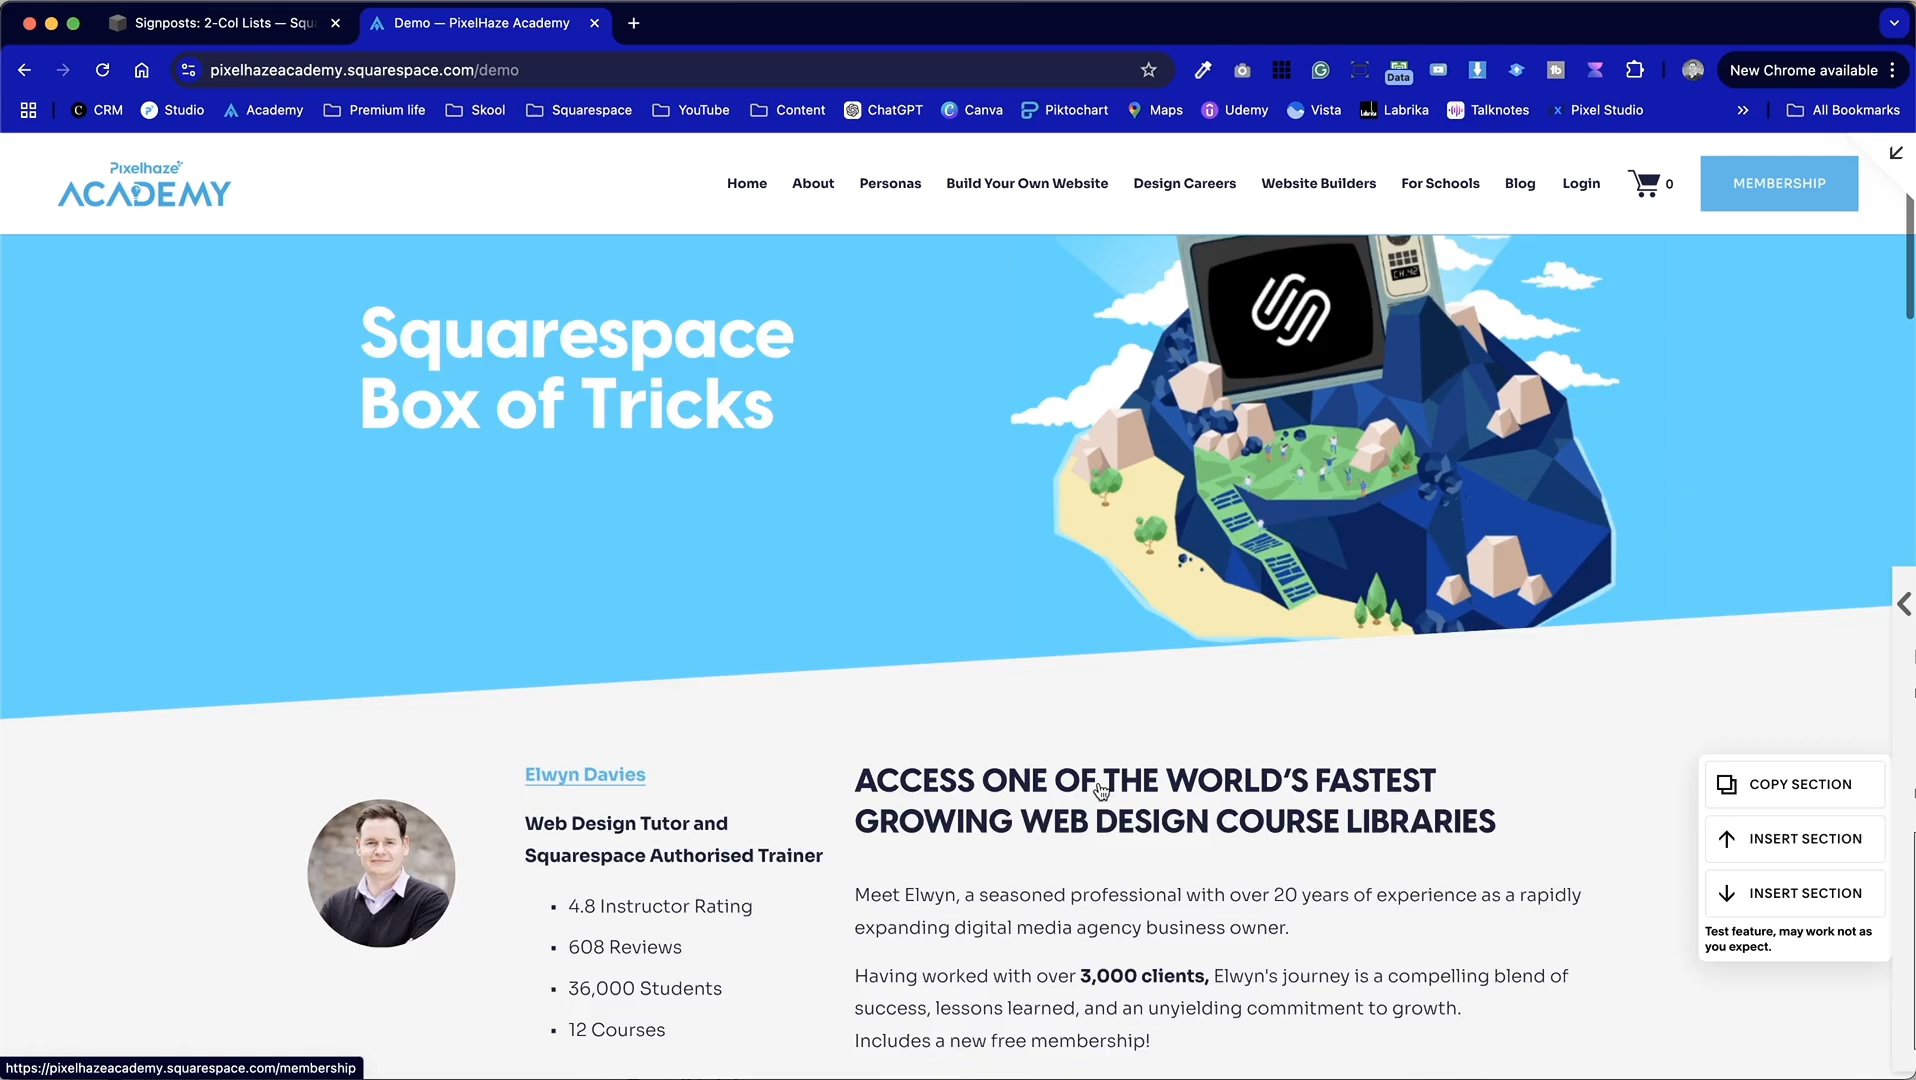 Signposts: 2-Col Lists — Squ
Demo — PixelHaze Academy
pixelhazeacademy.squarespace.com/demo
Data
New Chrome available
CRM
Studio
Academy
Premium life
Skool
Squarespace
YouTube
Content
ChatGPT
Canva
Piktochart
Maps
Udemy
Vista
Labrika
Talknotes
Pixel Studio
All Bookmarks
Pixelhaze
ACADEMY
Home
About
Personas
Build Your Own Website
Design Careers
Website Builders
For Schools
Blog
Login
0
MEMBERSHIP
CH.42
Squarespace
Box of Tricks
Elwyn Davies
Web Design Tutor and
Squarespace Authorised Trainer
4.8 Instructor Rating
608 Reviews
36,000 Students
12 Courses
ACCESS ONE OF THE WORLD'S FASTEST
GROWING WEB DESIGN COURSE LIBRARIES
Meet Elwyn, a seasoned professional with over 20 years of experience as a rapidly
expanding digital media agency business owner.
Having worked with over 3,000 clients, Elwyn's journey is a compelling blend of
success, lessons learned, and an unyielding commitment to growth.
Includes a new free membership!
COPY SECTION
INSERT SECTION
INSERT SECTION
Test feature, may work not as
you expect.
https://pixelhazeacademy.squarespace.com/membership